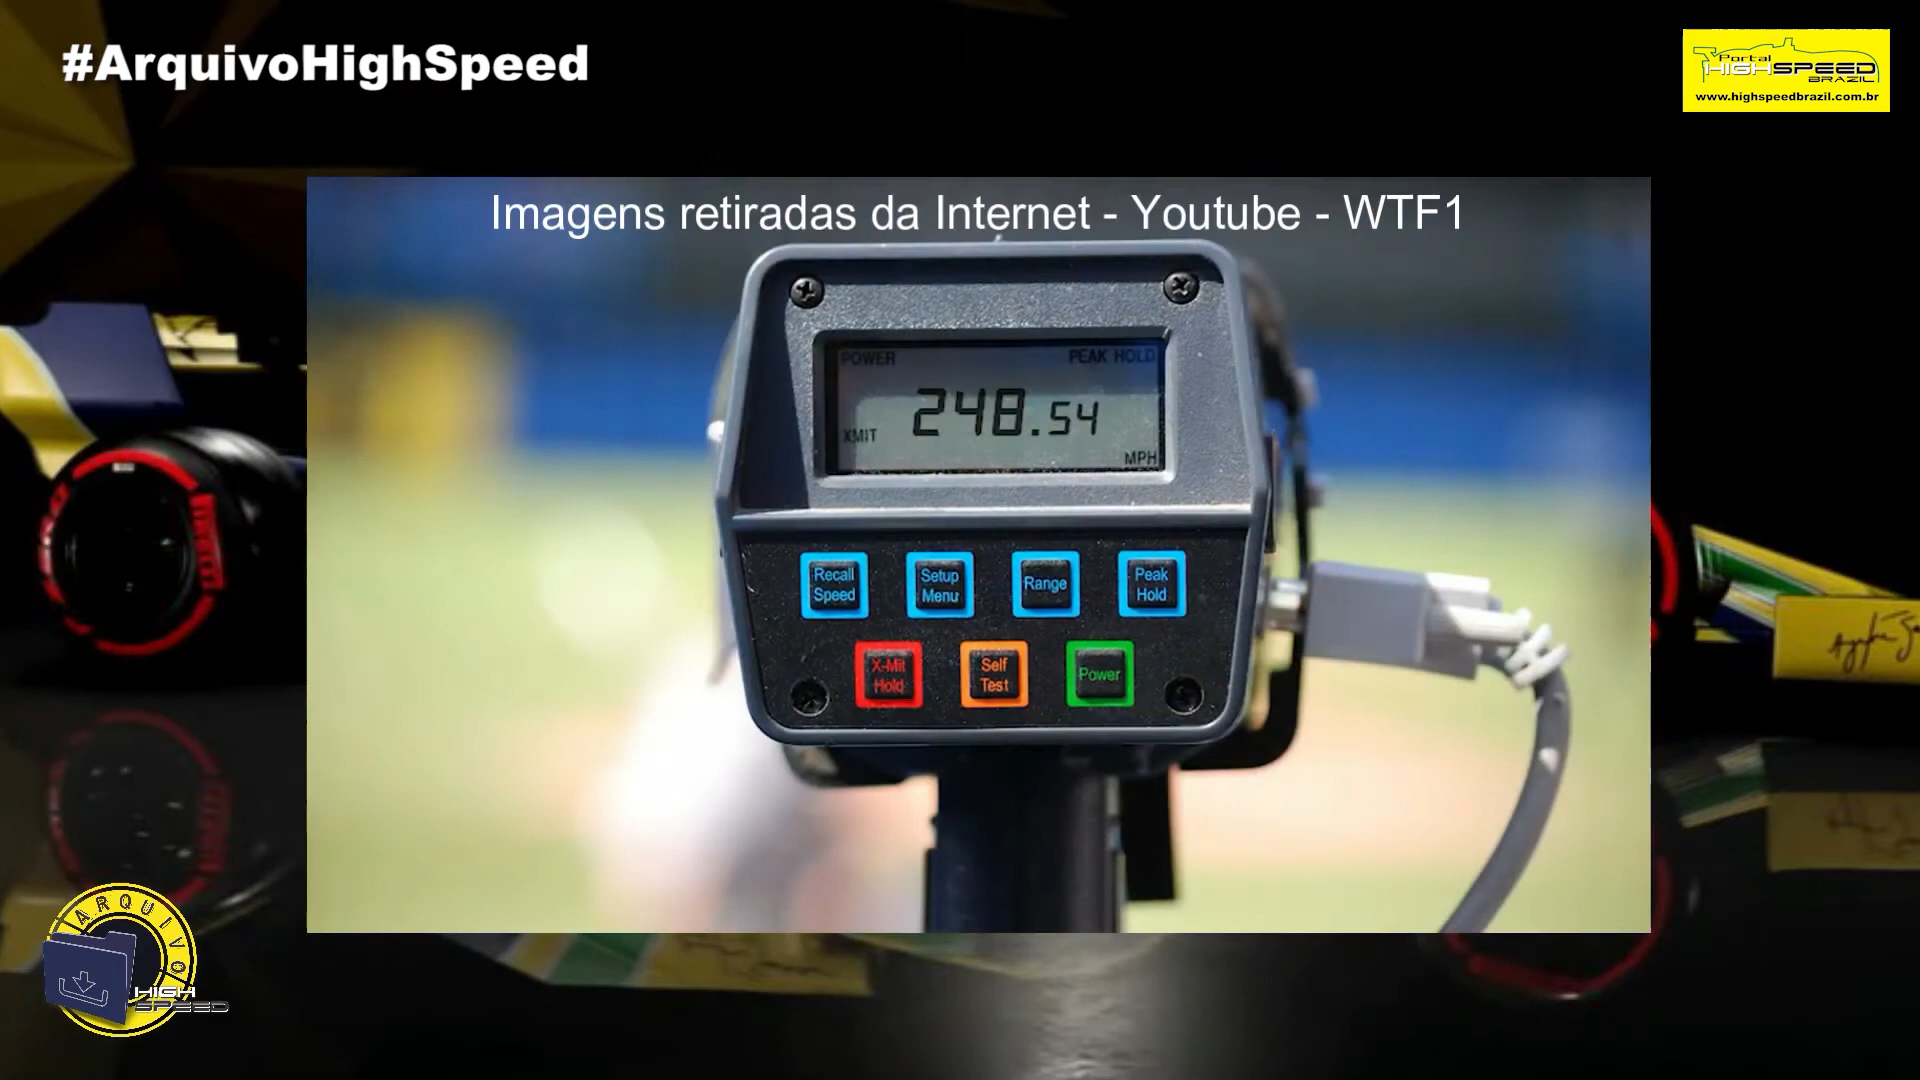 #ArquivoHighSpeed
Portal
HIGHSPEED
BRAZIL
www.highspeedbrazil.com.br
Imagens retiradas da Internet - Youtube - WTF1
POWER
PEAK HOLD
248.54
XMIT
MPH
Recall
Speed
Setup
Menu
Range
Peak
Hold
X-Mit
Hold
Self
Test
Power
ARQUIVO
HIGH
SPEED